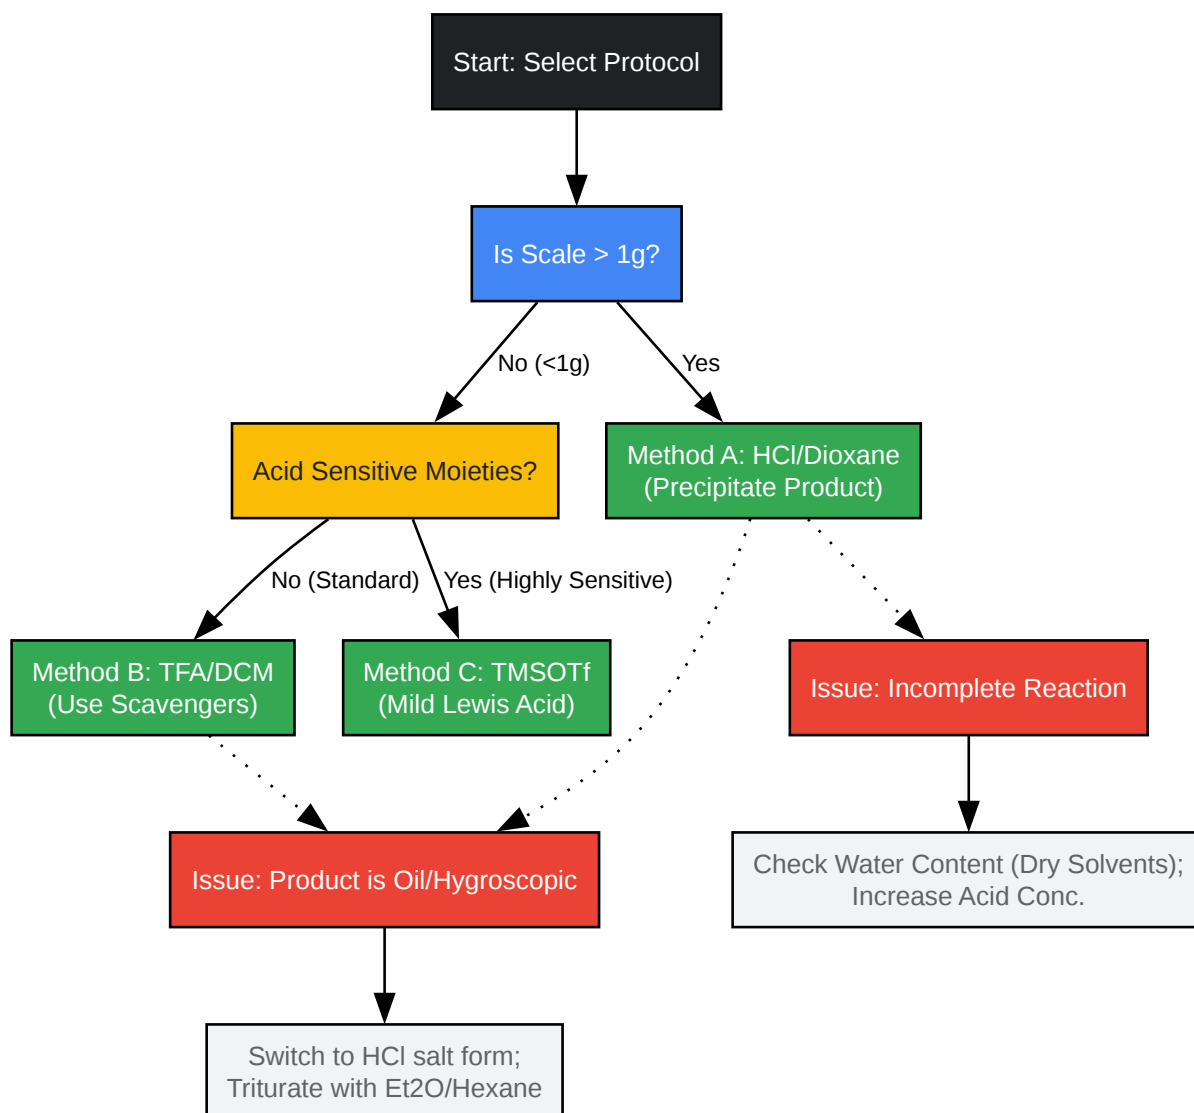 Start: Select Protocol
Is Scale > 1g?
No (<1g)
Yes
Acid Sensitive Moieties?
Method A: HCl/Dioxane
(Precipitate Product)
No (Standard)
Yes (Highly Sensitive)
Method B: TFA/DCM
(Use Scavengers)
Method C: TMSOTf
(Mild Lewis Acid)
Issue: Incomplete Reaction
Issue: Product is Oil/Hygroscopic
Check Water Content (Dry Solvents);
Increase Acid Conc.
Switch to HCl salt form;
Triturate with Et2O/Hexane